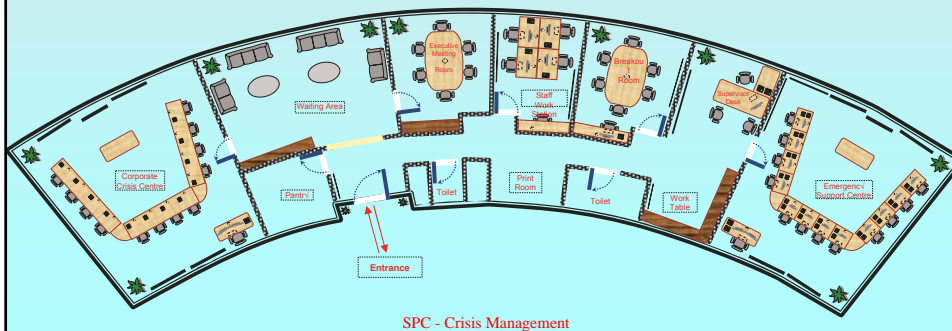 Executive
Meeting
Room
Waiting Area
Staff
Work
Station
Breakou
t
Room
Supervisor
Desk
Corporate
Crisis Centre
Pantry
Toilet
Print
Room
Toilet
Work
Table
Emergency
Support Centre
Entrance
SPC - Crisis Management